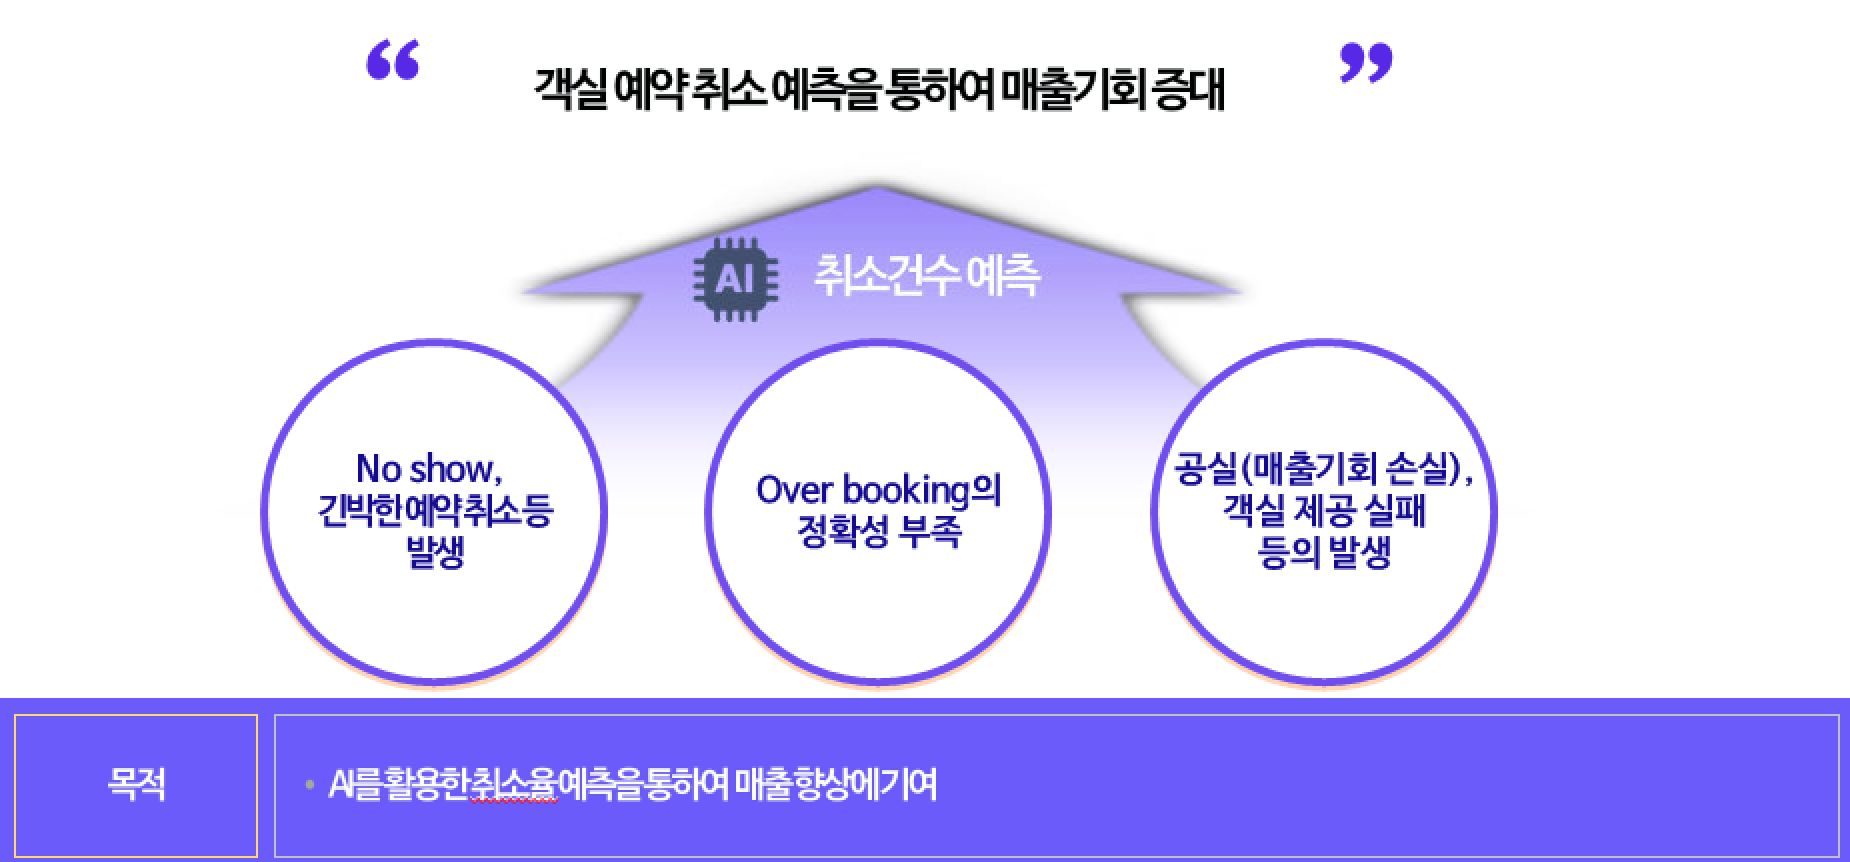 “ 객실 예약 취소 예측을 통하여 매출기회 증대 ”
AI 취소건수 예측
No show,
긴박한 예약 취소 등
발생
Over booking의
정확성 부족
공실(매출기회 손실),
객실 제공 실패
등의 발생
목적
• AI를 활용한 취소율 예측을 통하여 매출 향상에 기여